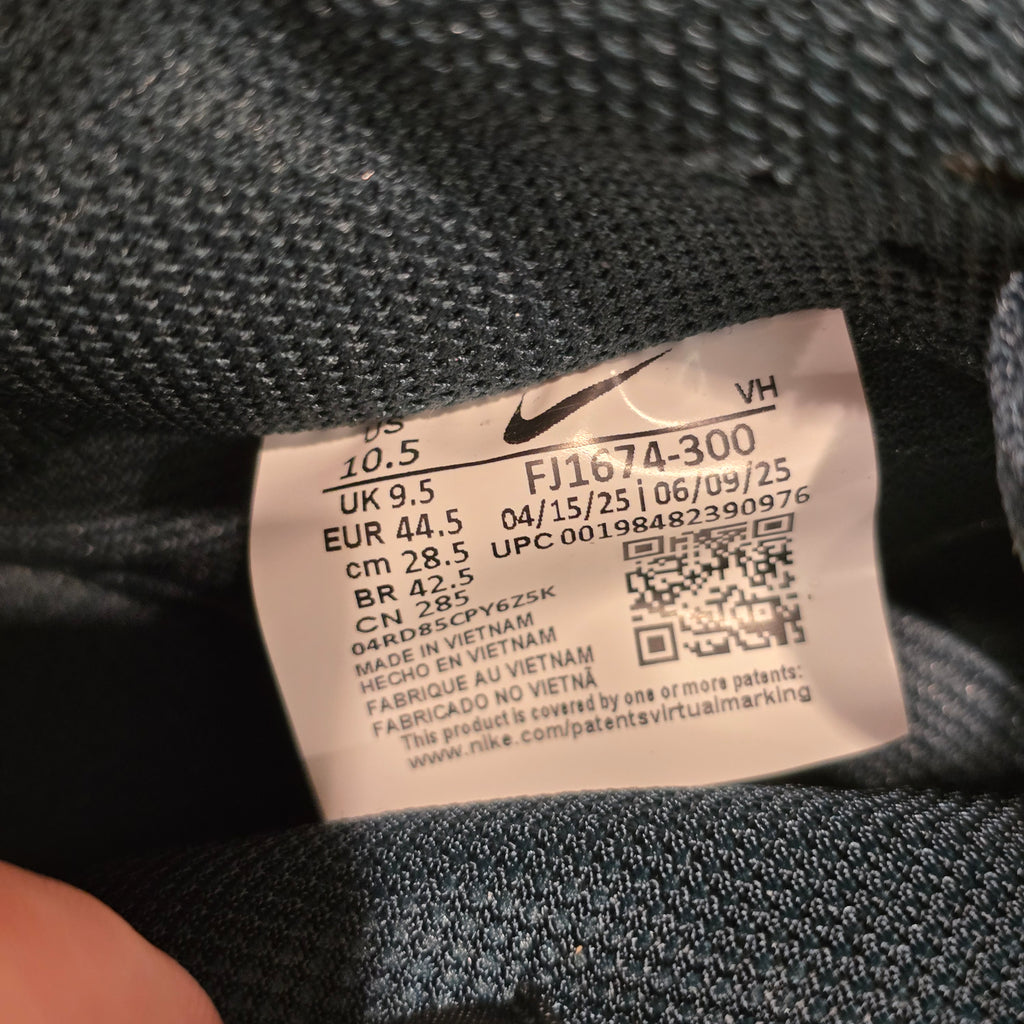 US
10.5
UK 9.5
EUR 44.5
cm 28.5
BR 42.5
CN 285
VH
FJ1674-300
04/15/25 | 06/09/25
UPC 00198482390976
04RD85CPY6Z5K
MADE IN VIETNAM
HECHO EN VIETNAM
FABRIQUE AU VIETNAM
FABRICADO NO VIETNÃ
This product is covered by one or more patents:
www.nike.com/patentsvirtualmarking